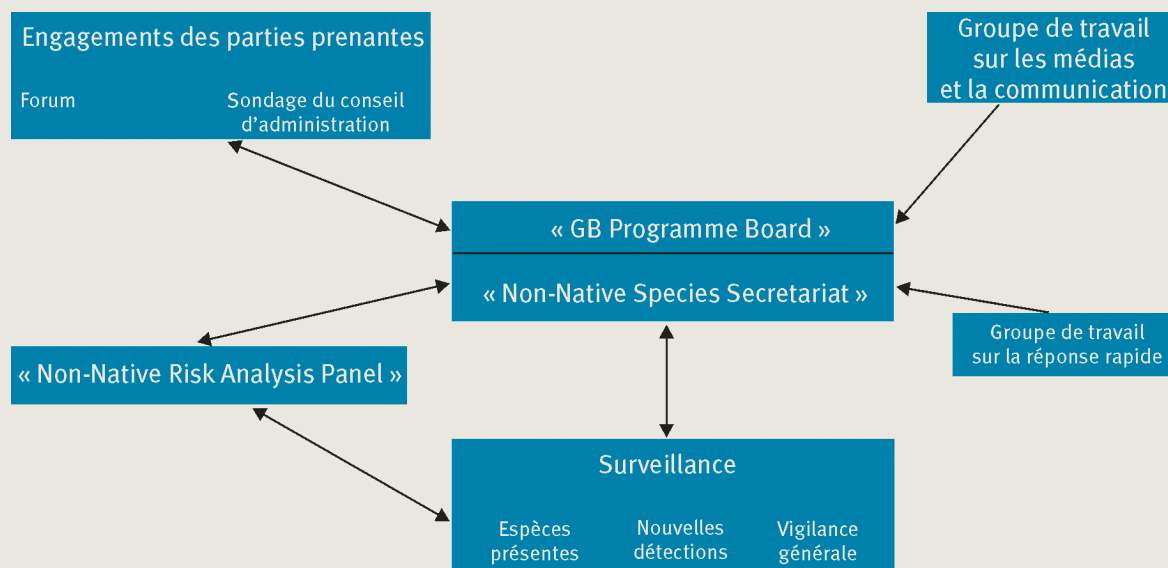 Engagements des parties prenantes
Forum
Sondage du conseil
d'administration
Groupe de travail
sur les médias
et la communication
« GB Programme Board »
« Non-Native Species Secretariat »
Groupe de travail
sur la réponse rapide
« Non-Native Risk Analysis Panel »
Surveillance
Espèces
présentes
Nouvelles
détections
Vigilance
générale